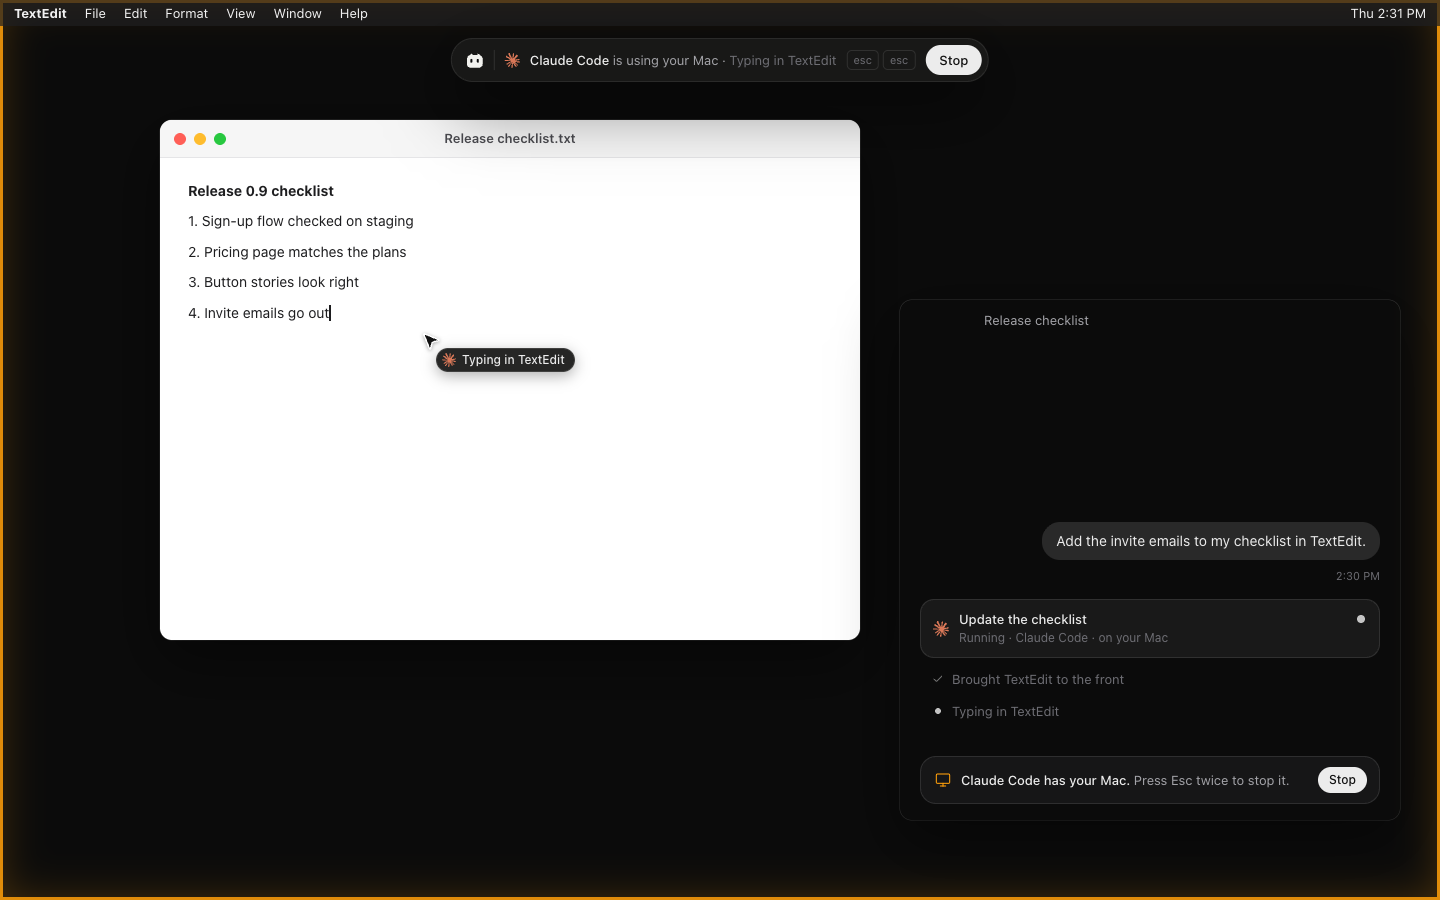 TextEdit File Edit Format View Window Help Thu 2:31 PM
Claude Code is using your Mac · Typing in TextEdit esc esc Stop
Release checklist.txt
Release 0.9 checklist
1. Sign-up flow checked on staging
2. Pricing page matches the plans
3. Button stories look right
4. Invite emails go out
Typing in TextEdit
Release checklist
Add the invite emails to my checklist in TextEdit.
2:30 PM
Update the checklist
Running · Claude Code · on your Mac
Brought TextEdit to the front
Typing in TextEdit
Claude Code has your Mac. Press Esc twice to stop it. Stop